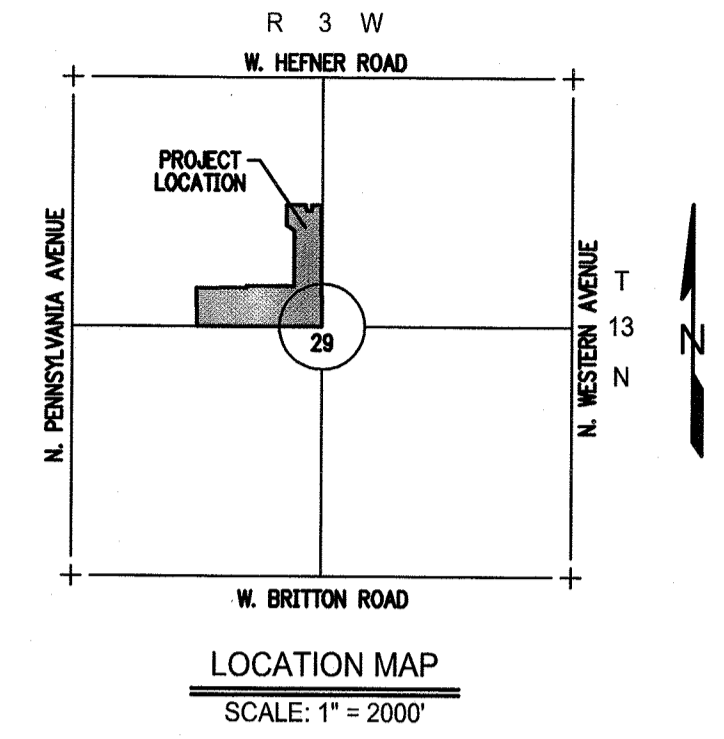 R 3 W
W. HEFNER ROAD
PROJECT
LOCATION
N. PENNSYLVANIA AVENUE
N. WESTERN AVENUE
T
13
N
N
29
W. BRITTON ROAD
LOCATION MAP
SCALE: 1" = 2000'